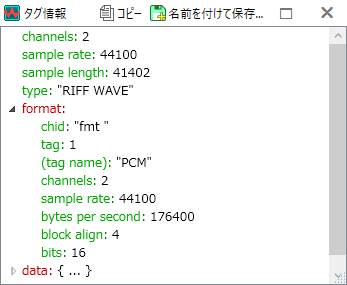 タグ情報 コピー 名前を付けて保存...
channels: 2
sample rate: 44100
sample length: 41402
type: "RIFF WAVE"
format:
chid: "fmt "
tag: 1
(tag name): "PCM"
channels: 2
sample rate: 44100
bytes per second: 176400
block align: 4
bits: 16
data: { ... }